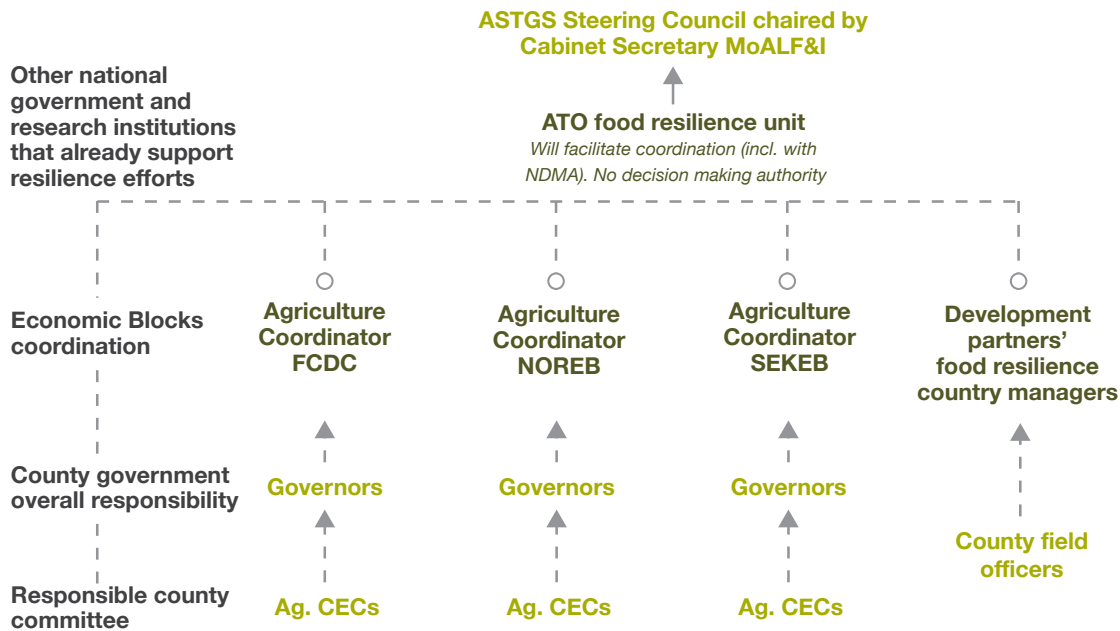 ASTGS Steering Council chaired by
Cabinet Secretary MoALF&I
Other national
government and
research institutions
that already support
resilience efforts
ATO food resilience unit
Will facilitate coordination (incl. with
NDMA). No decision making authority
Economic Blocks
coordination
Agriculture
Coordinator
FCDC
Agriculture
Coordinator
NOREB
Agriculture
Coordinator
SEKEB
Development
partners’
food resilience
country managers
County government
overall responsibility
Governors
Governors
Governors
County field
officers
Responsible county
committee
Ag. CECs
Ag. CECs
Ag. CECs